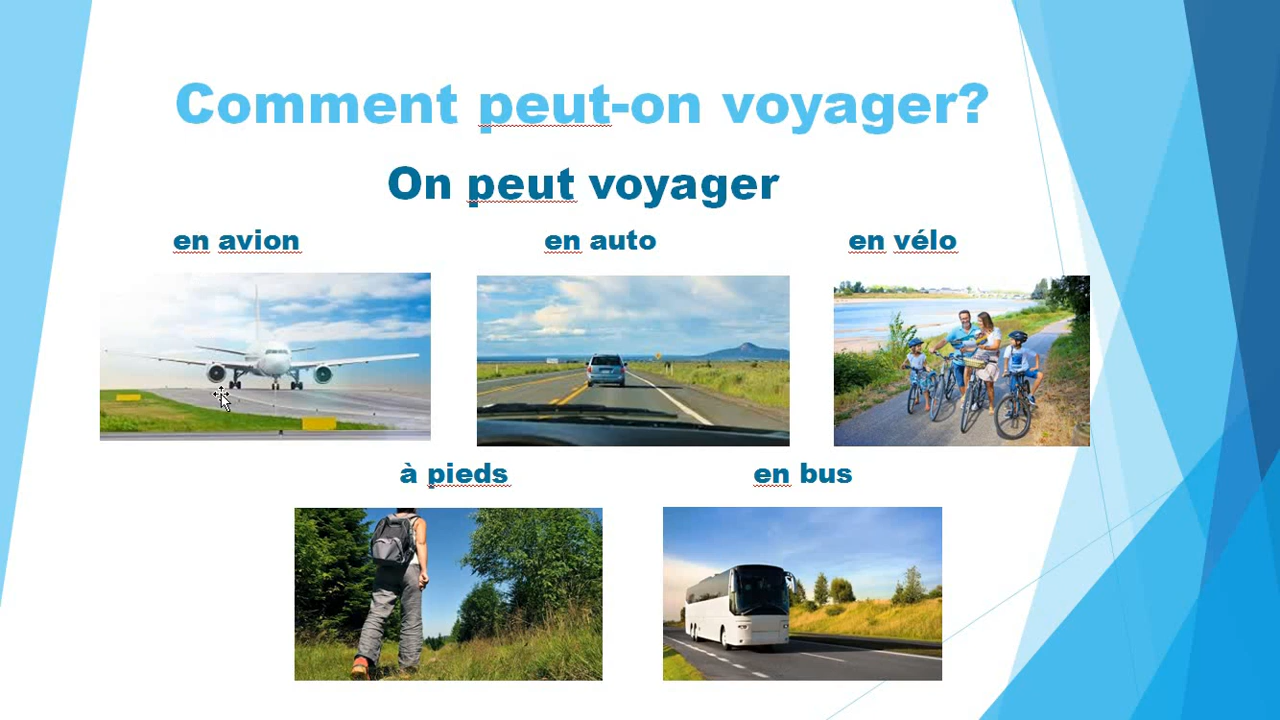 Comment peut-on voyager?
On peut voyager
en avion
en auto
en vélo
à pieds
en bus